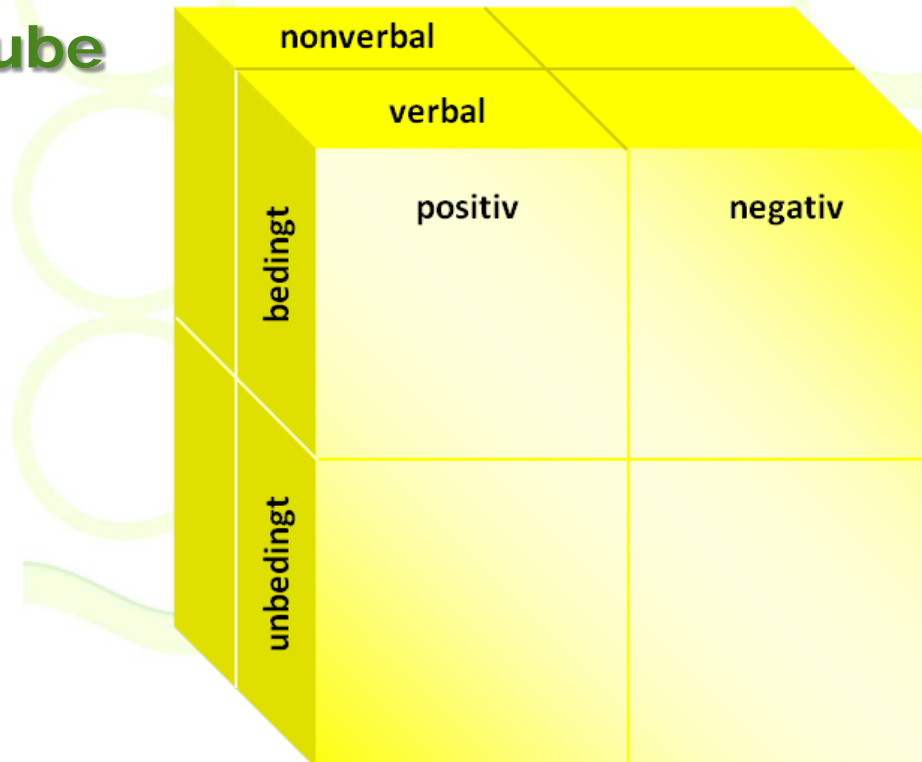 ube
nonverbal
verbal
positiv
negativ
bedingt
unbedingt